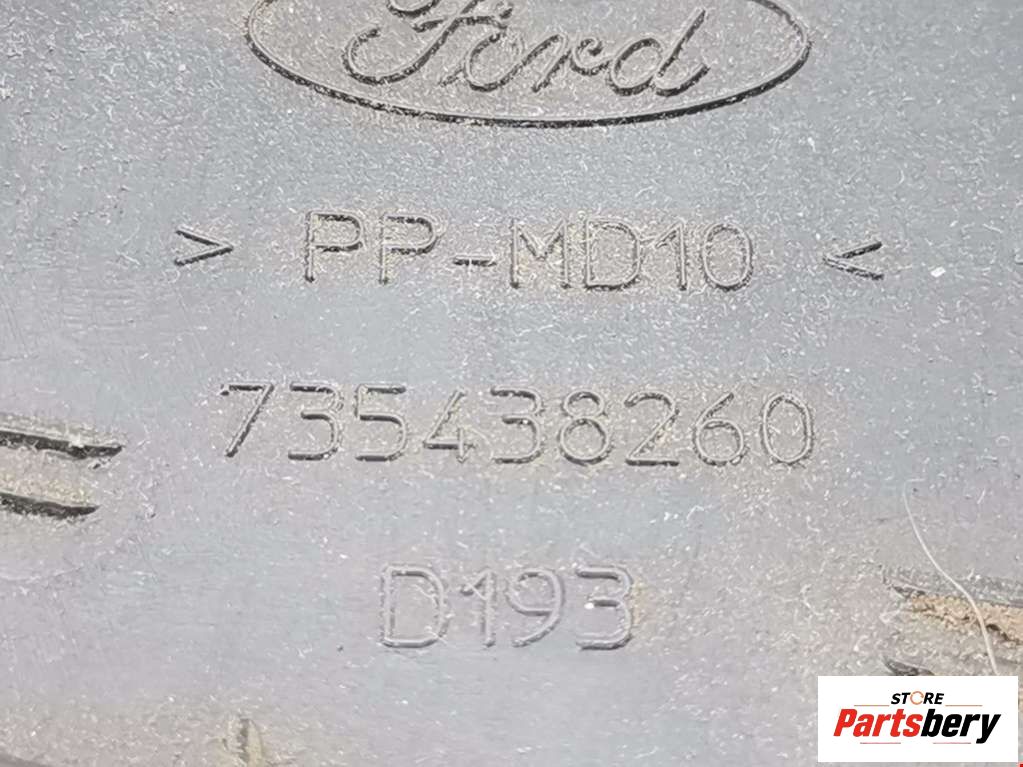 Ford
> PP-MD10 <
735438260
D193
STORE
Partsbery